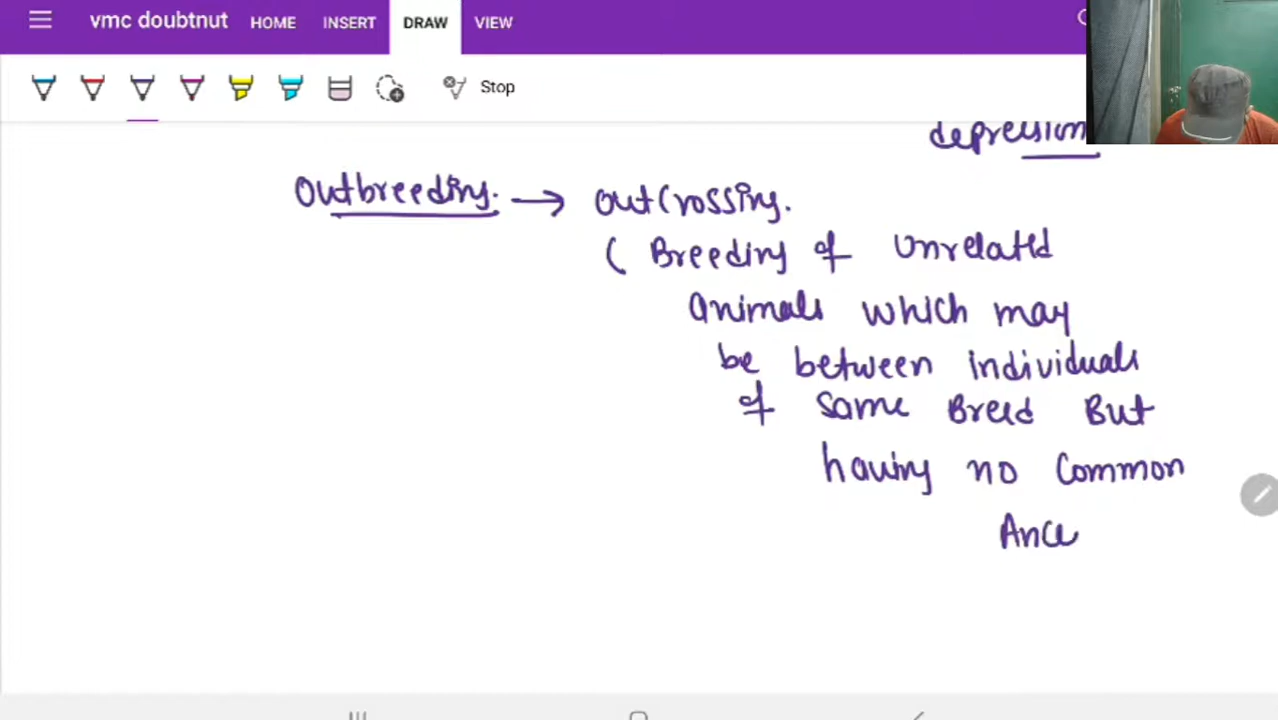 vmc doubtnut HOME INSERT DRAW VIEW
Stop
depression
Outbreeding. → outcrossing.
( Breeding of unrelated
animals which may
be between individuals
of same Breed But
having no common
Ance